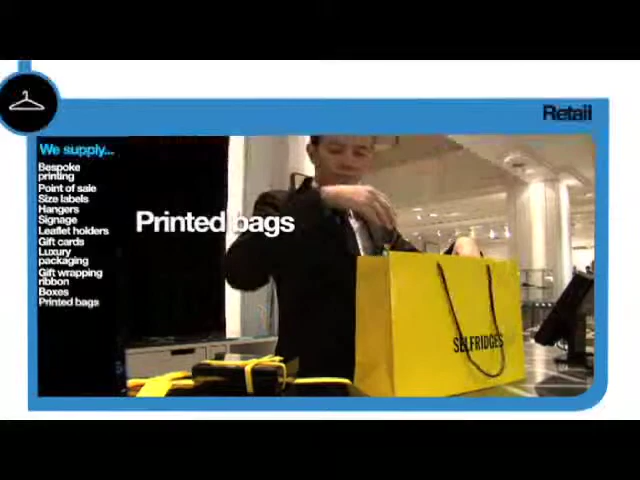 Retail
We supply...
Bespoke
printing
Point of sale
Size labels
Hangers
Signage
Leaflet holders
Gift cards
Luxury
packaging
Gift wrapping
ribbon
Boxes
Printed bags
Printed bags
SELFRIDGES